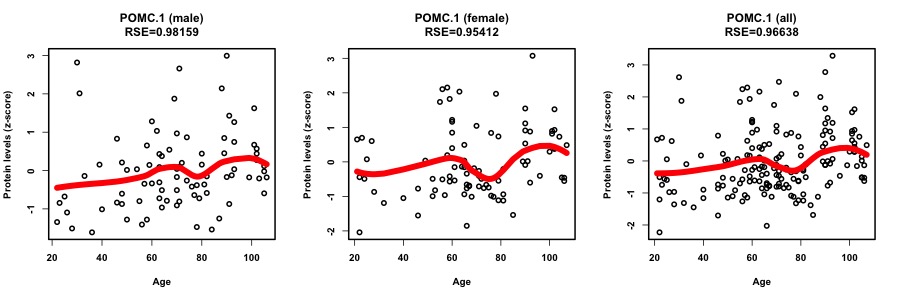 POMC.1 (male)
RSE=0.98159
Protein levels (z-score)
3
2
1
0
-1
20 40 60 80 100
Age
POMC.1 (female)
RSE=0.95412
Protein levels (z-score)
3
2
1
0
-1
-2
20 40 60 80 100
Age
POMC.1 (all)
RSE=0.96638
Protein levels (z-score)
3
2
1
0
-1
-2
20 40 60 80 100
Age